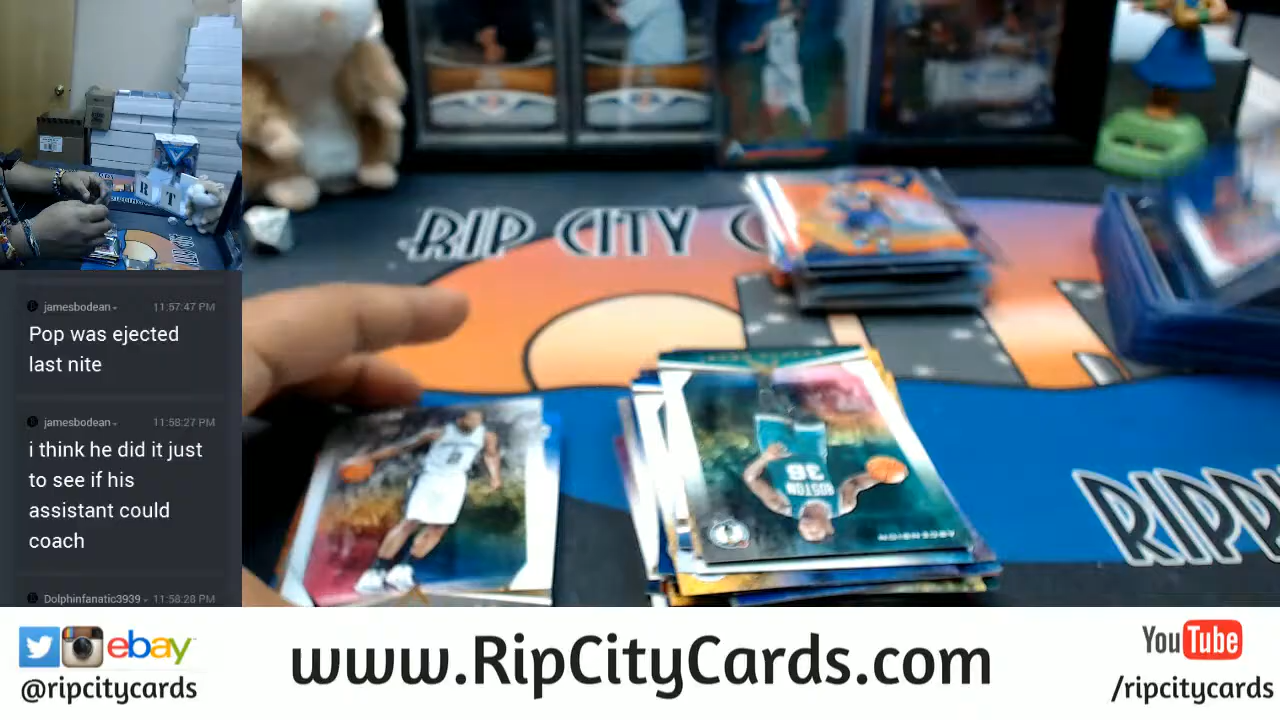 jamesbodean 11:57:47 PM
Pop was ejected
last nite
jamesbodean 11:58:27 PM
i think he did it just
to see if his
assistant could
coach
Dolphinfanatic3939 11:58:28 PM
RIP CITY C
RIPP
R T
36
BOSTON
ASCENSION
ebay
@ripcitycards
www.RipCityCards.com
YouTube
/ripcitycards